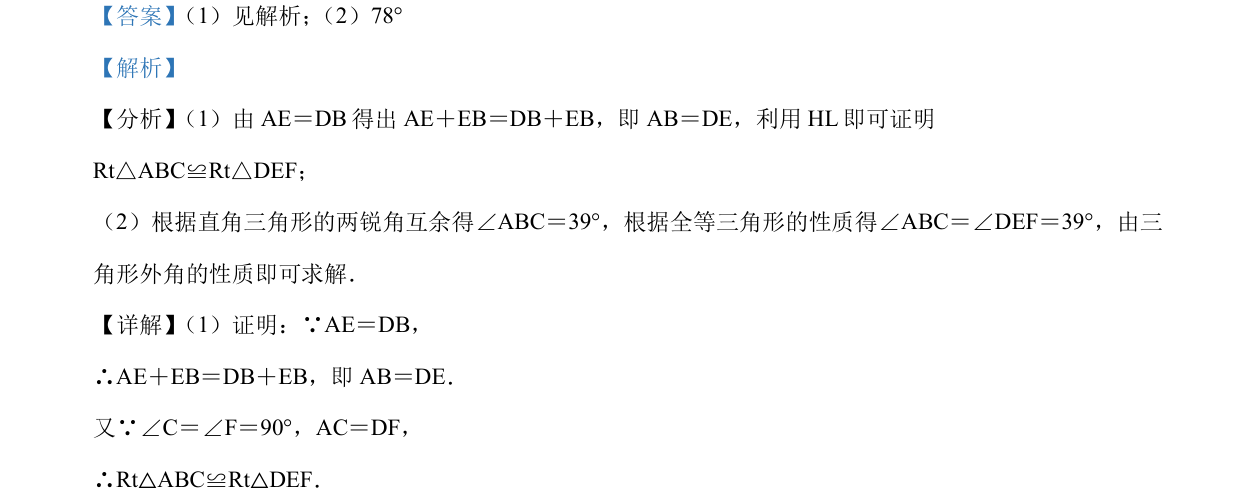 【答案】（1）见解析；（2）78°
【解析】
【分析】（1）由 AE＝DB 得出 AE＋EB＝DB＋EB，即 AB＝DE，利用 HL 即可证明
Rt△ABC≌Rt△DEF；
（2）根据直角三角形的两锐角互余得∠ABC＝39°，根据全等三角形的性质得∠ABC＝∠DEF＝39°，由三
角形外角的性质即可求解．
【详解】（1）证明：∵AE＝DB，
∴AE＋EB＝DB＋EB，即 AB＝DE．
又∵∠C＝∠F＝90°，AC＝DF，
∴Rt△ABC≌Rt△DEF．